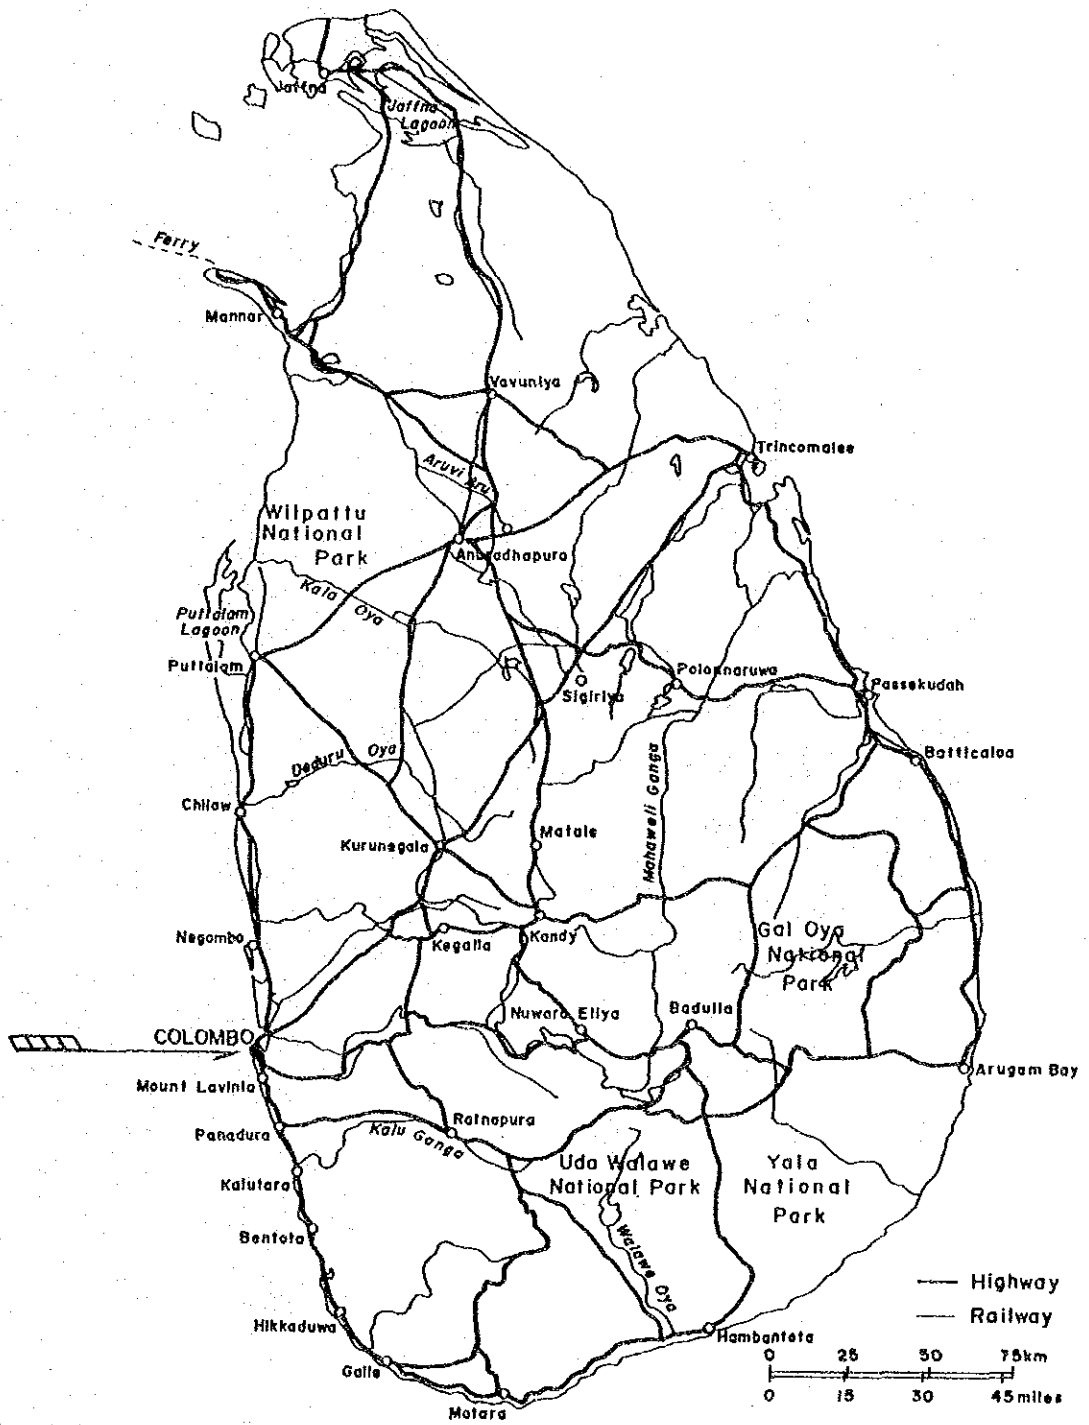 Jaffna
Jaffna
Lagoon
Ferry
Mannar
Vavuniya
Trincomalee
Aruvi Aru
Wilpattu
National
Park
Anuradhapura
Kala Oya
Puttalam
Lagoon
Puttalam
Sigiriya
Polonnaruwa
Passekudah
Batticaloa
Deduru Oya
Mahaweli Ganga
Chilaw
Kurunegala
Matale
Negombo
Kegalla
Kandy
Gal Oya
National
Park
Nuwara Eliya
Badulla
COLOMBO
Arugam Bay
Mount Lavinia
Panadura
Ratnapura
Kalu Ganga
Uda Walawe
National Park
Yala
National
Park
Kalutara
Bentota
Walawe Oya
Highway
Railway
Hikkaduwa
Hambantota
Galle
Matara
0 25 50 75km
0 15 30 45miles